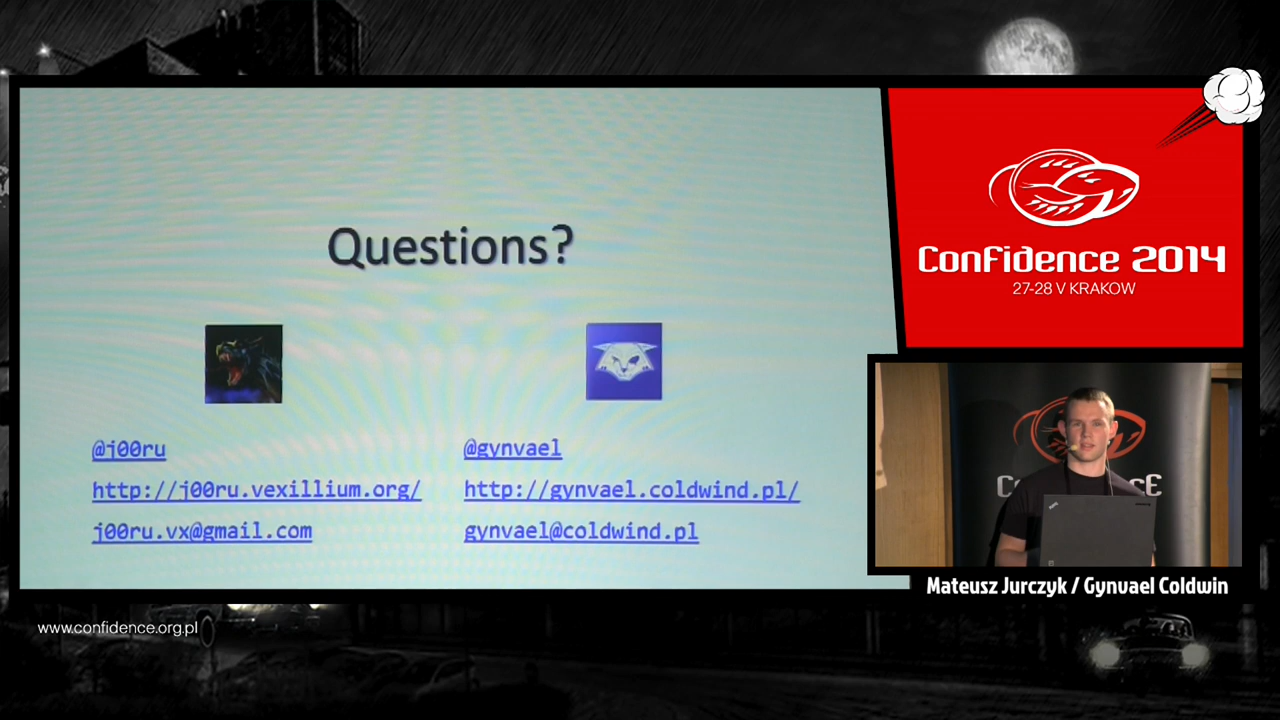 Questions?
@j00ru
http://j00ru.vexillium.org/
j00ru.vx@gmail.com
@gynvael
http://gynvael.coldwind.pl/
gynvael@coldwind.pl
Confidence 2014
27-28 V KRAKOW
Mateusz Jurczyk / Gynvael Coldwin
www.confidence.org.pl